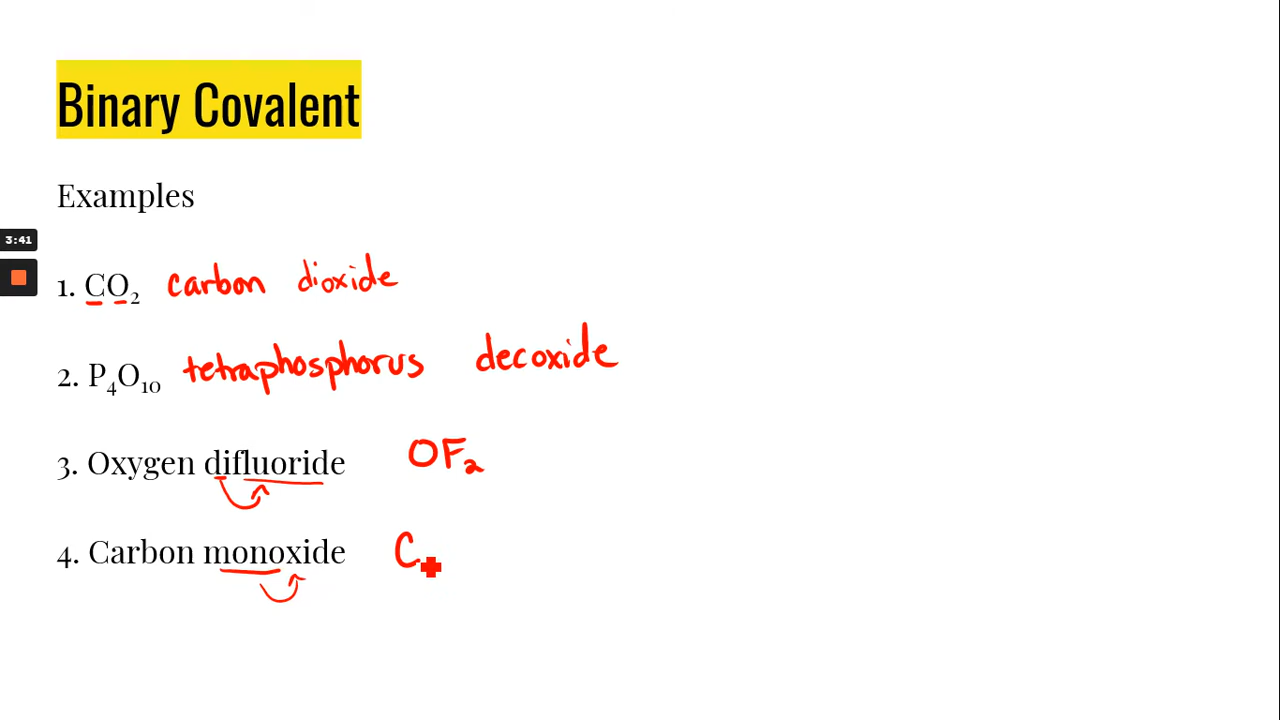 Binary Covalent
Examples
3:41
1. CO₂ carbon dioxide
2. P₄O₁₀ tetraphosphorus decoxide
3. Oxygen difluoride OF₂
4. Carbon monoxide C